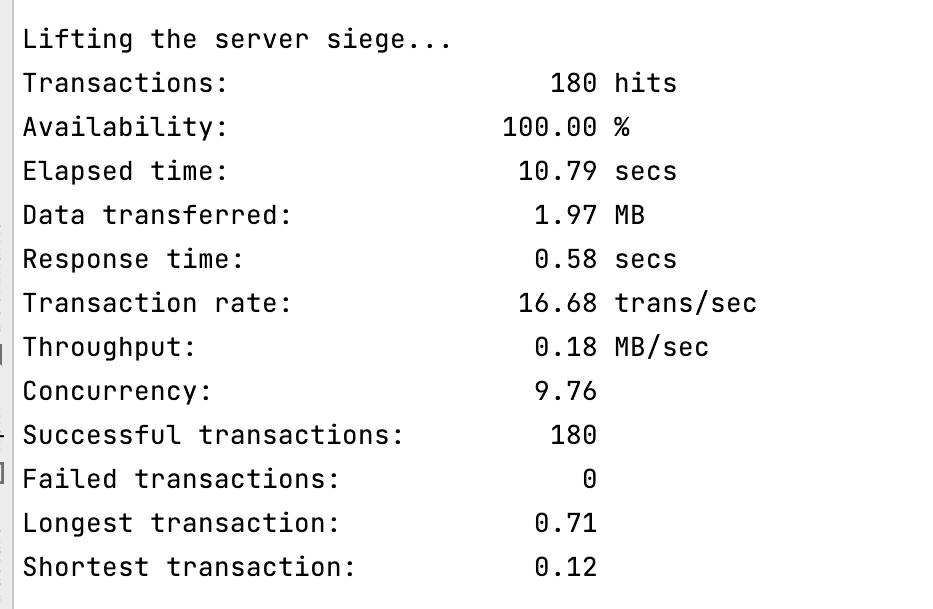 Lifting the server siege...
Transactions: 180 hits
Availability: 100.00 %
Elapsed time: 10.79 secs
Data transferred: 1.97 MB
Response time: 0.58 secs
Transaction rate: 16.68 trans/sec
Throughput: 0.18 MB/sec
Concurrency: 9.76
Successful transactions: 180
Failed transactions: 0
Longest transaction: 0.71
Shortest transaction: 0.12